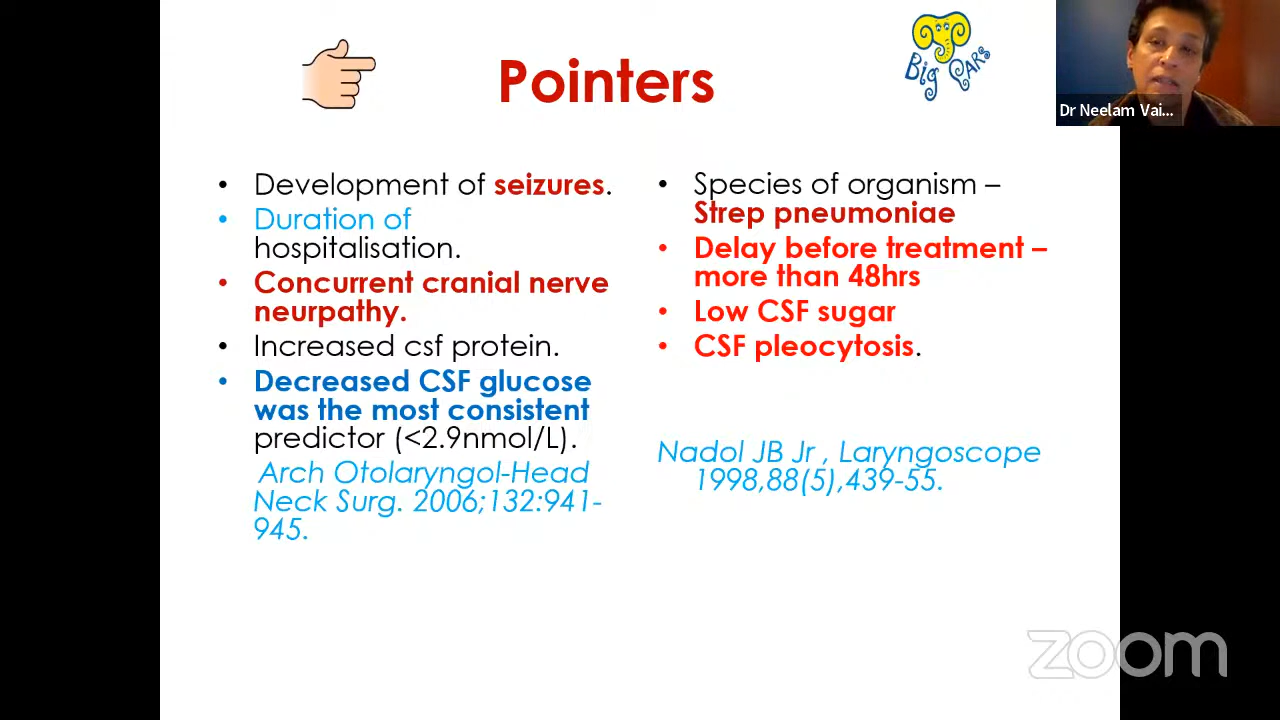 Pointers
Big EARS
Dr Neelam Vai...
• Development of seizures.
• Duration of
hospitalisation.
• Concurrent cranial nerve
neurpathy.
• Increased csf protein.
• Decreased CSF glucose
was the most consistent
predictor (<2.9nmol/L).
Arch Otolaryngol-Head
Neck Surg. 2006;132:941-
945.
• Species of organism –
Strep pneumoniae
• Delay before treatment –
more than 48hrs
• Low CSF sugar
• CSF pleocytosis.
Nadol JB Jr , Laryngoscope
1998,88(5),439-55.
zoom